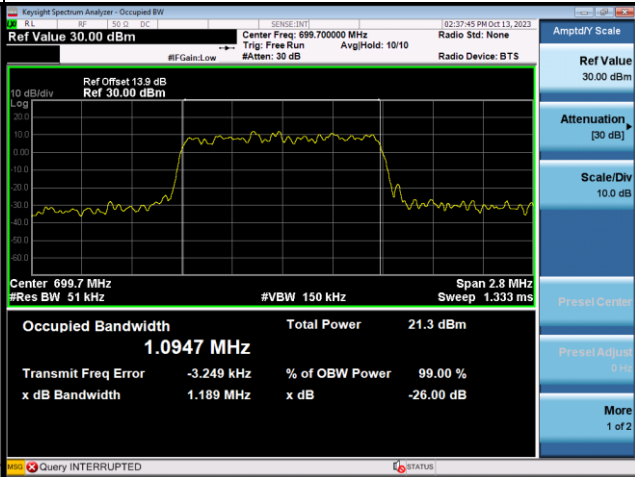 Keysight Spectrum Analyzer - Occupied BW
RL RF 50 Ω DC SENSE:INT 02:37:45 PM Oct 13, 2023
Ref Value 30.00 dBm
Center Freq: 699.700000 MHz Radio Std: None
Trig: Free Run Avg|Hold: 10/10
#IFGain:Low #Atten: 30 dB Radio Device: BTS
Ref Offset 13.9 dB
10 dB/div Ref 30.00 dBm
Log
20.0
10.0
0.00
-10.0
-20.0
-30.0
-40.0
-50.0
-60.0
Center 699.7 MHz Span 2.8 MHz
#Res BW 51 kHz #VBW 150 kHz Sweep 1.333 ms
Occupied Bandwidth Total Power 21.3 dBm
1.0947 MHz
Transmit Freq Error -3.249 kHz % of OBW Power 99.00 %
x dB Bandwidth 1.189 MHz x dB -26.00 dB
MSG Query INTERRUPTED STATUS
Amptd/Y Scale
Ref Value
30.00 dBm
Attenuation
[30 dB]
Scale/Div
10.0 dB
Presel Center
Presel Adjust
0 Hz
More
1 of 2